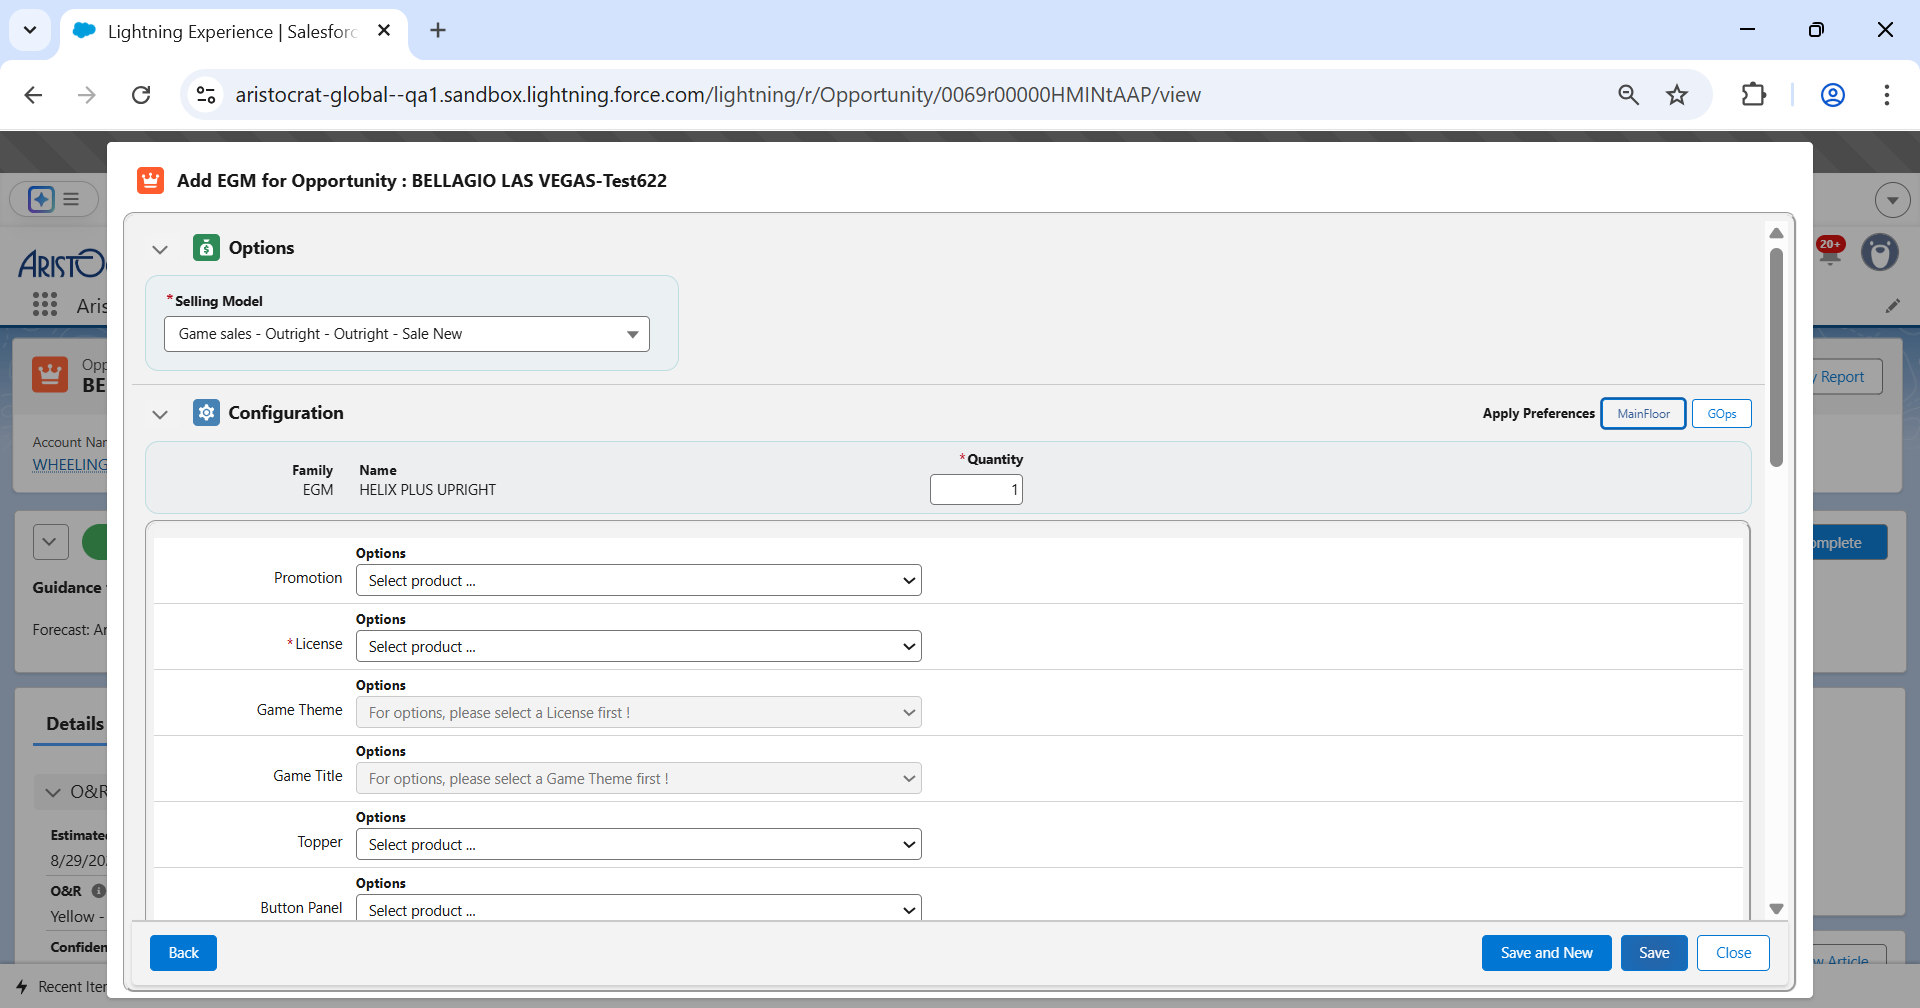 Lightning Experience | Salesforc
aristocrat-global--qa1.sandbox.lightning.force.com/lightning/r/Opportunity/0069r00000HMINtAAP/view
Add EGM for Opportunity : BELLAGIO LAS VEGAS-Test622
Options
*Selling Model
Game sales - Outright - Outright - Sale New
Configuration
Apply Preferences MainFloor GOps
Family Name *Quantity
EGM HELIX PLUS UPRIGHT 1
Options
Promotion Select product ...
Options
*License Select product ...
Options
Game Theme For options, please select a License first !
Options
Game Title For options, please select a Game Theme first !
Options
Topper Select product ...
Options
Button Panel Select product ...
Back Save and New Save Close
ARISTOC
Aris
20+
Opp
BE
y Report
Account Nar
WHEELING
omplete
Guidance
Forecast: Ar
Details
O&R
Estimated
8/29/20
O&R
Yellow -
Confiden
w Article
Recent Iter